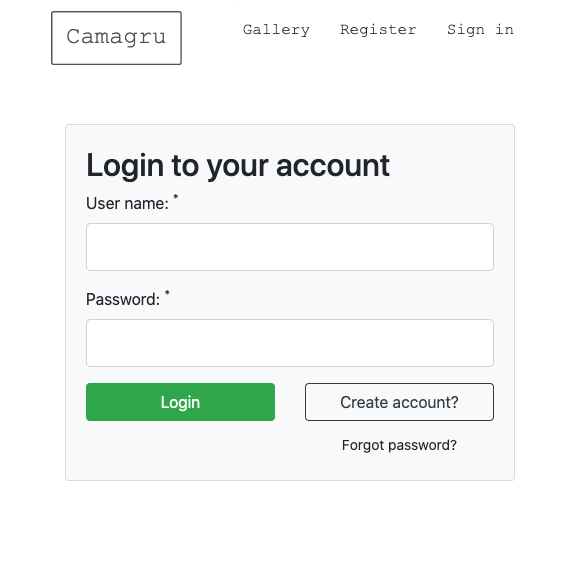 Camagru
Gallery Register Sign in
Login to your account
User name: *
Password: *
Login Create account?
Forgot password?